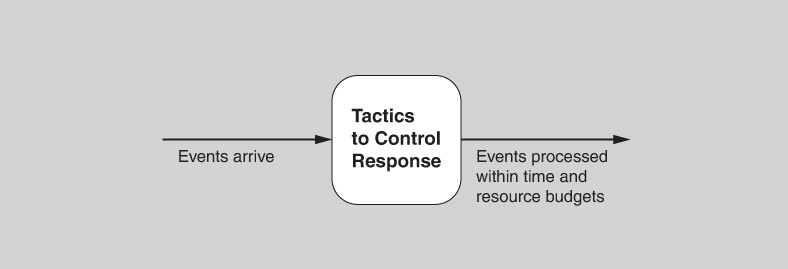 Tactics
to Control
Response
Events arrive
Events processed
within time and
resource budgets